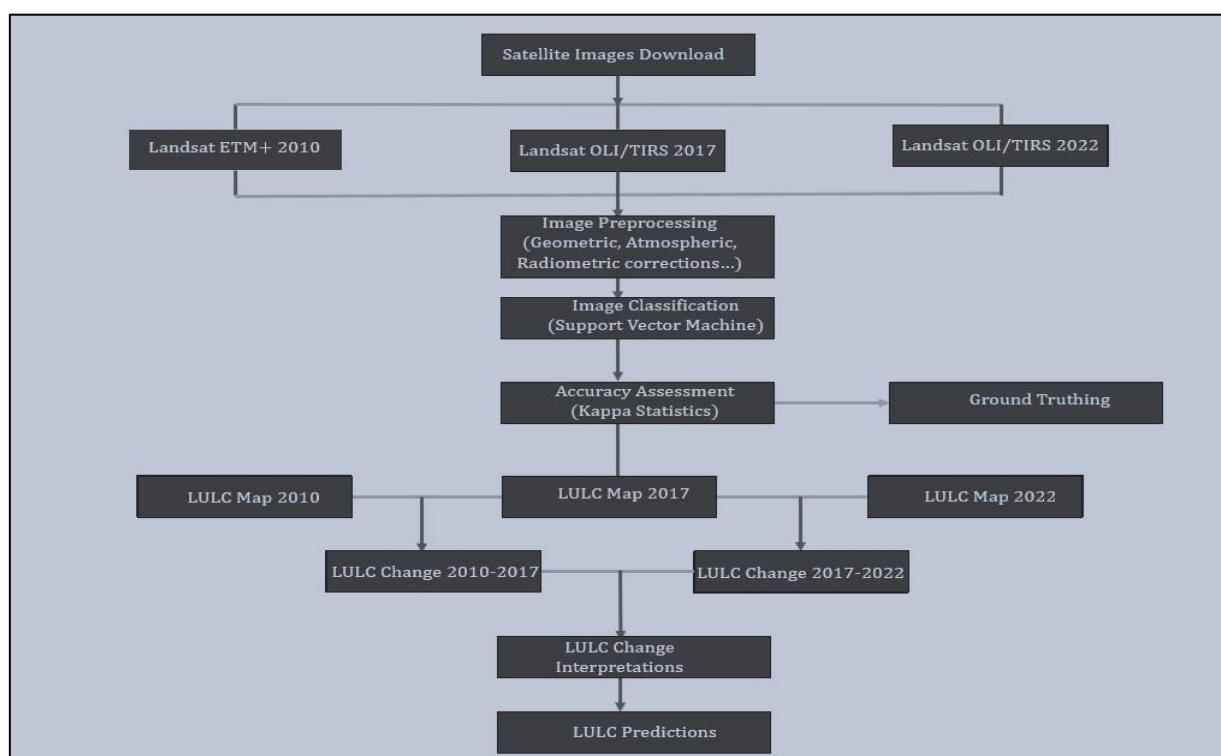 Satellite Images Download
Landsat ETM+ 2010
Landsat OLI/TIRS 2017
Landsat OLI/TIRS 2022
Image Preprocessing
(Geometric, Atmospheric,
Radiometric corrections...)
Image Classification
(Support Vector Machine)
Accuracy Assessment
(Kappa Statistics)
Ground Truthing
LULC Map 2010
LULC Map 2017
LULC Map 2022
LULC Change 2010-2017
LULC Change 2017-2022
LULC Change
Interpretations
LULC Predictions